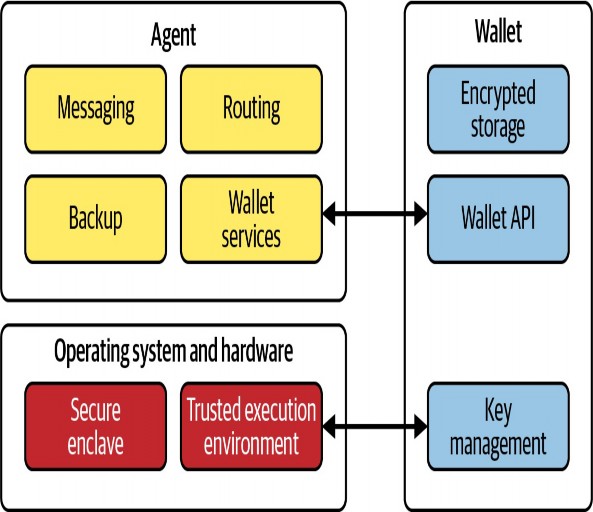 Agent
Messaging
Routing
Backup
Wallet
services
Wallet
Encrypted
storage
Wallet API
Key
management
Operating system and hardware
Secure
enclave
Trusted execution
environment